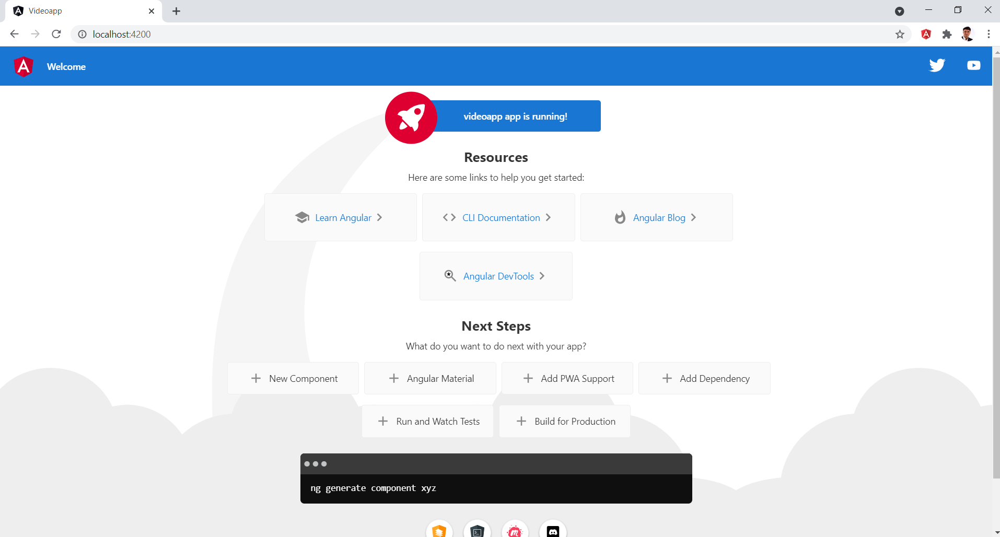 Videoapp
localhost:4200
Welcome
videoapp app is running!
Resources
Here are some links to help you get started:
Learn Angular
CLI Documentation
Angular Blog
Angular DevTools
Next Steps
What do you want to do next with your app?
New Component
Angular Material
Add PWA Support
Add Dependency
Run and Watch Tests
Build for Production
ng generate component xyz